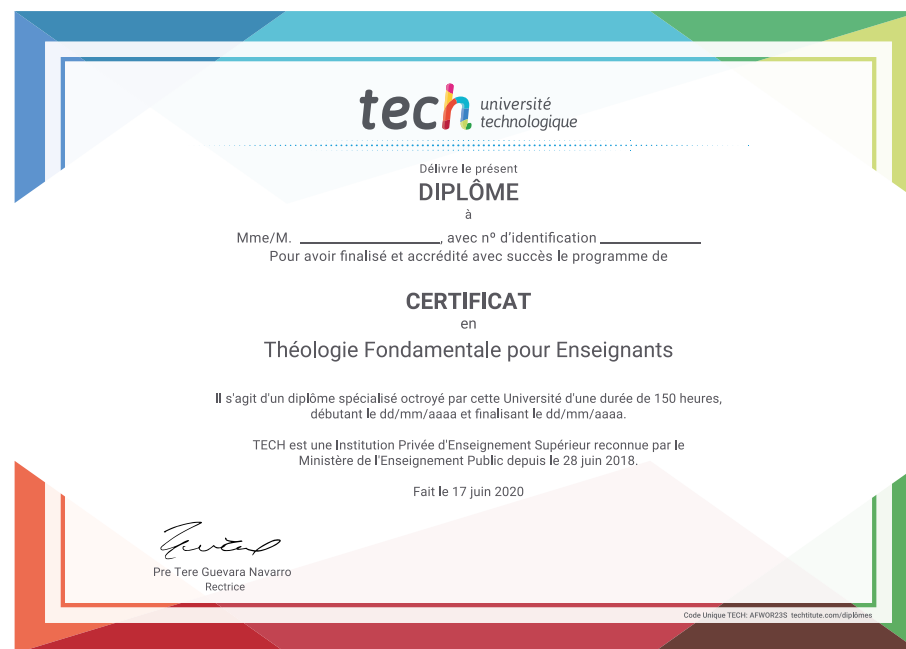 tech université
technologique
Délivre le présent
DIPLÔME
à
Mme/M. ____________________, avec nº d'identification ______________
Pour avoir finalisé et accrédité avec succès le programme de
CERTIFICAT
en
Théologie Fondamentale pour Enseignants
Il s'agit d'un diplôme spécialisé octroyé par cette Université d'une durée de 150 heures,
débutant le dd/mm/aaaa et finalisant le dd/mm/aaaa.
TECH est une Institution Privée d'Enseignement Supérieur reconnue par le
Ministère de l'Enseignement Public depuis le 28 juin 2018.
Fait le 17 juin 2020
Pre Tere Guevara Navarro
Rectrice
Code Unique TECH: AFWOR23S techtitute.com/diplômes